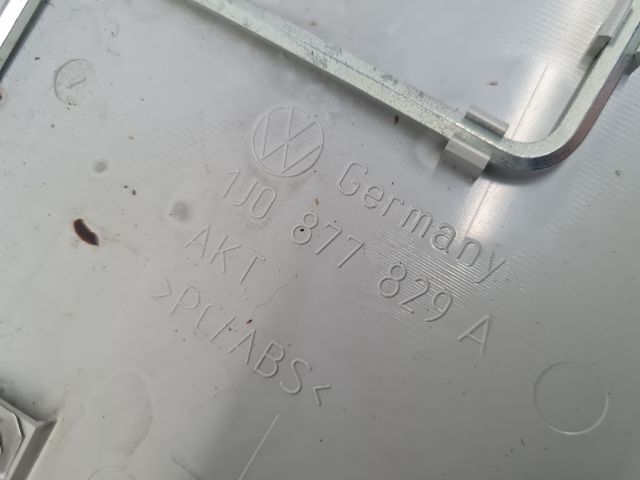 Germany
1J0 877 829 A
AKT
>PC/ABS<